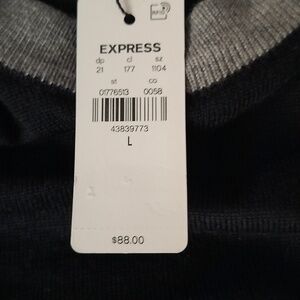 EXPRESS
dp cl sz
21 177 1104
st co
01776513 0058
43839773
L
$88.00